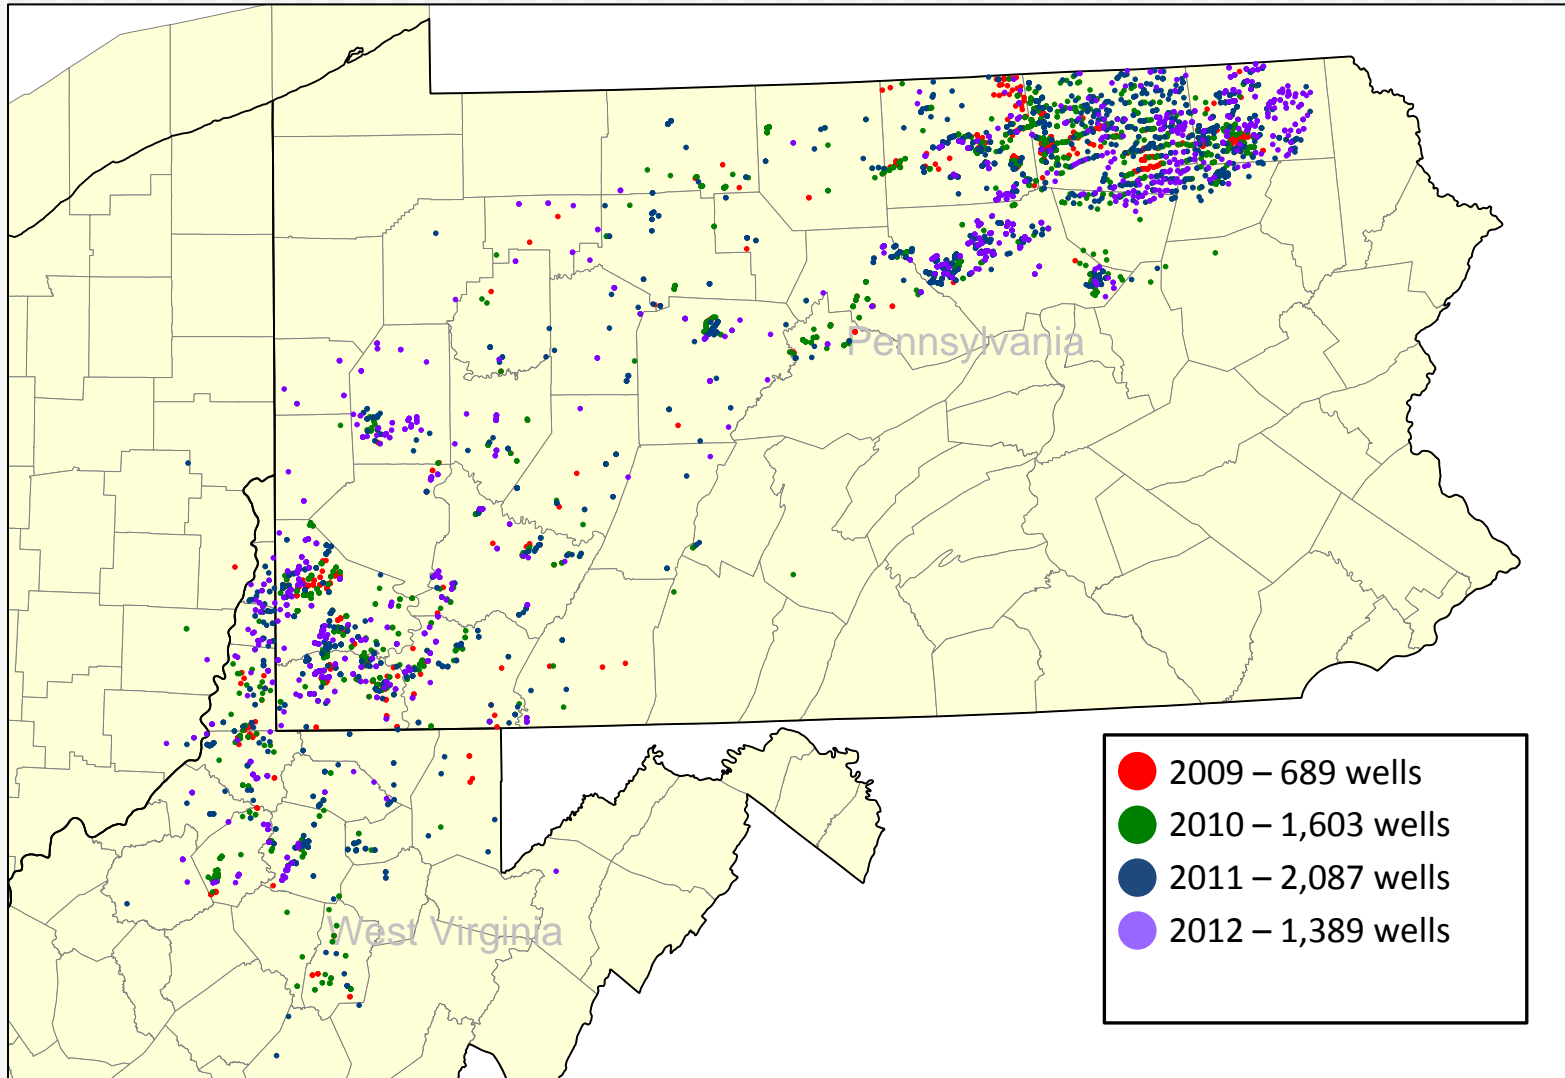 Pennsylvania
2009 – 689 wells
2010 – 1,603 wells
2011 – 2,087 wells
2012 – 1,389 wells
West Virginia